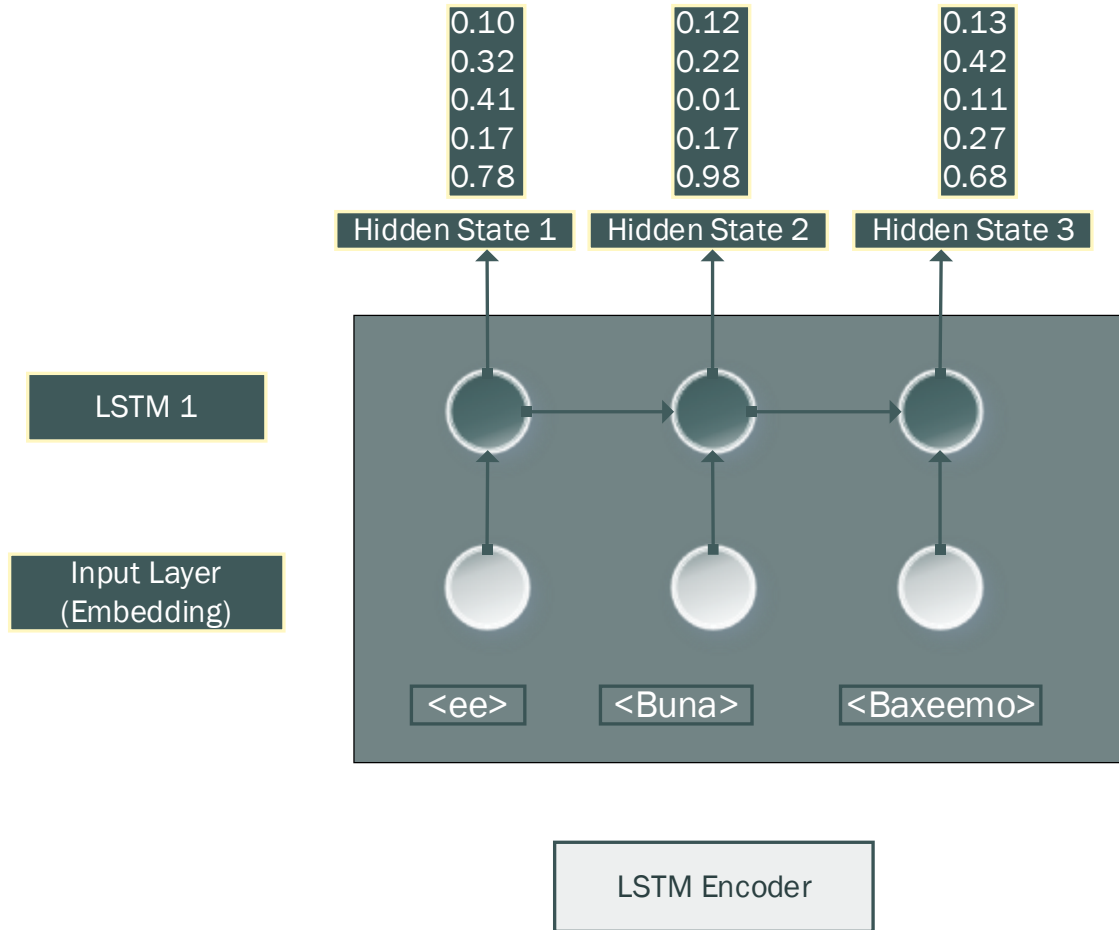 0.10
0.32
0.41
0.17
0.78
0.12
0.22
0.01
0.17
0.98
0.13
0.42
0.11
0.27
0.68
Hidden State 1
Hidden State 2
Hidden State 3
LSTM 1
Input Layer
(Embedding)
<ee>
<Buna>
<Baxeemo>
LSTM Encoder